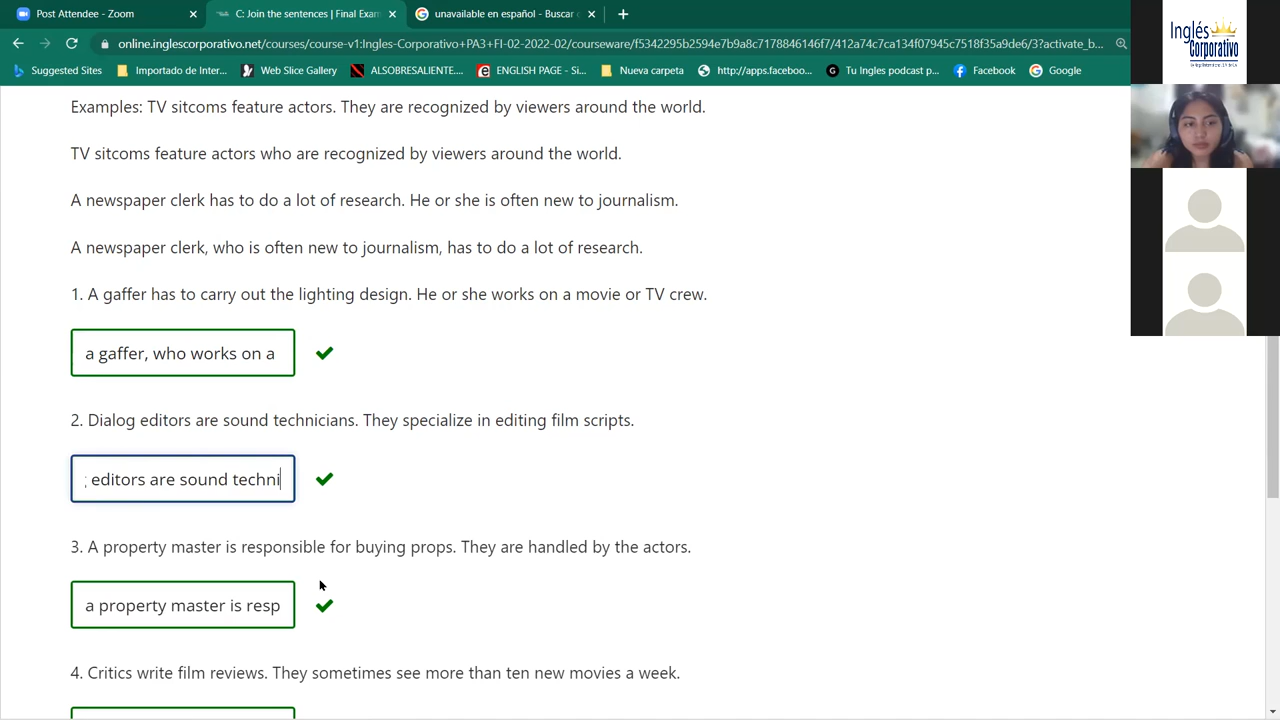 Post Attendee - Zoom
C: Join the sentences | Final Exam
unavailable en español - Buscar
online.inglescorporativo.net/courses/course-v1:Ingles-Corporativo+PA3+FI-02-2022-02/courseware/f5342295b2594e7b9a8c7178846146f7/412a74c7ca134f07945c7518f35a9de6/3?activate_b...
Suggested Sites
Importado de Inter...
Web Slice Gallery
ALSOBRESALIENTE....
ENGLISH PAGE - Si...
Nueva carpeta
http://apps.faceboo...
Tu Ingles podcast p...
Facebook
Google
Inglés
Corporativo
Examples: TV sitcoms feature actors. They are recognized by viewers around the world.
TV sitcoms feature actors who are recognized by viewers around the world.
A newspaper clerk has to do a lot of research. He or she is often new to journalism.
A newspaper clerk, who is often new to journalism, has to do a lot of research.
1. A gaffer has to carry out the lighting design. He or she works on a movie or TV crew.
a gaffer, who works on a
2. Dialog editors are sound technicians. They specialize in editing film scripts.
editors are sound techni
3. A property master is responsible for buying props. They are handled by the actors.
a property master is resp
4. Critics write film reviews. They sometimes see more than ten new movies a week.